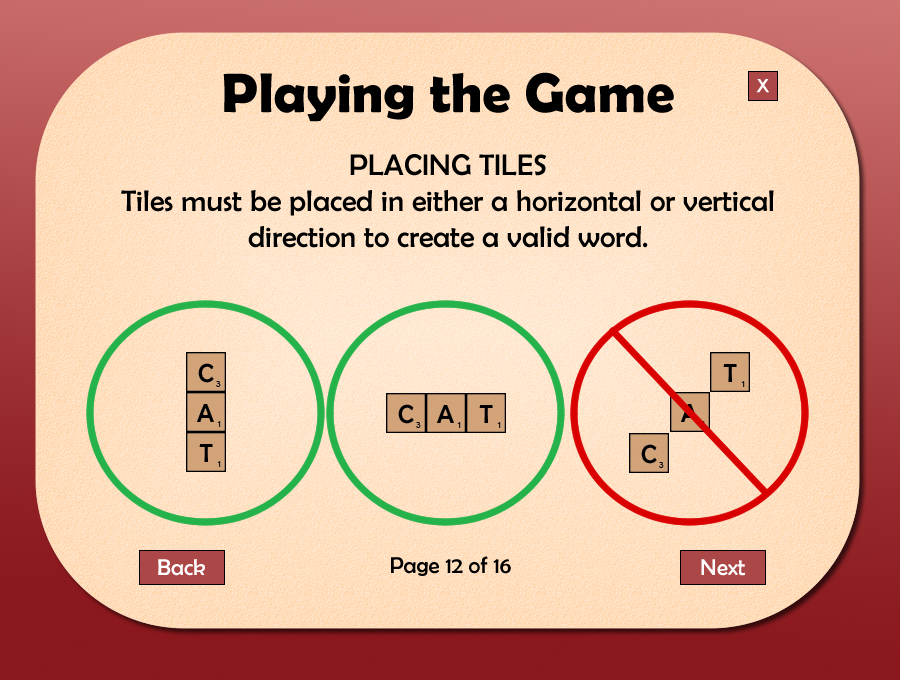 Playing the Game
X
PLACING TILES
Tiles must be placed in either a horizontal or vertical
direction to create a valid word.
C3
A1
T1
C3 A1 T1
T1
A
C3
Back
Page 12 of 16
Next